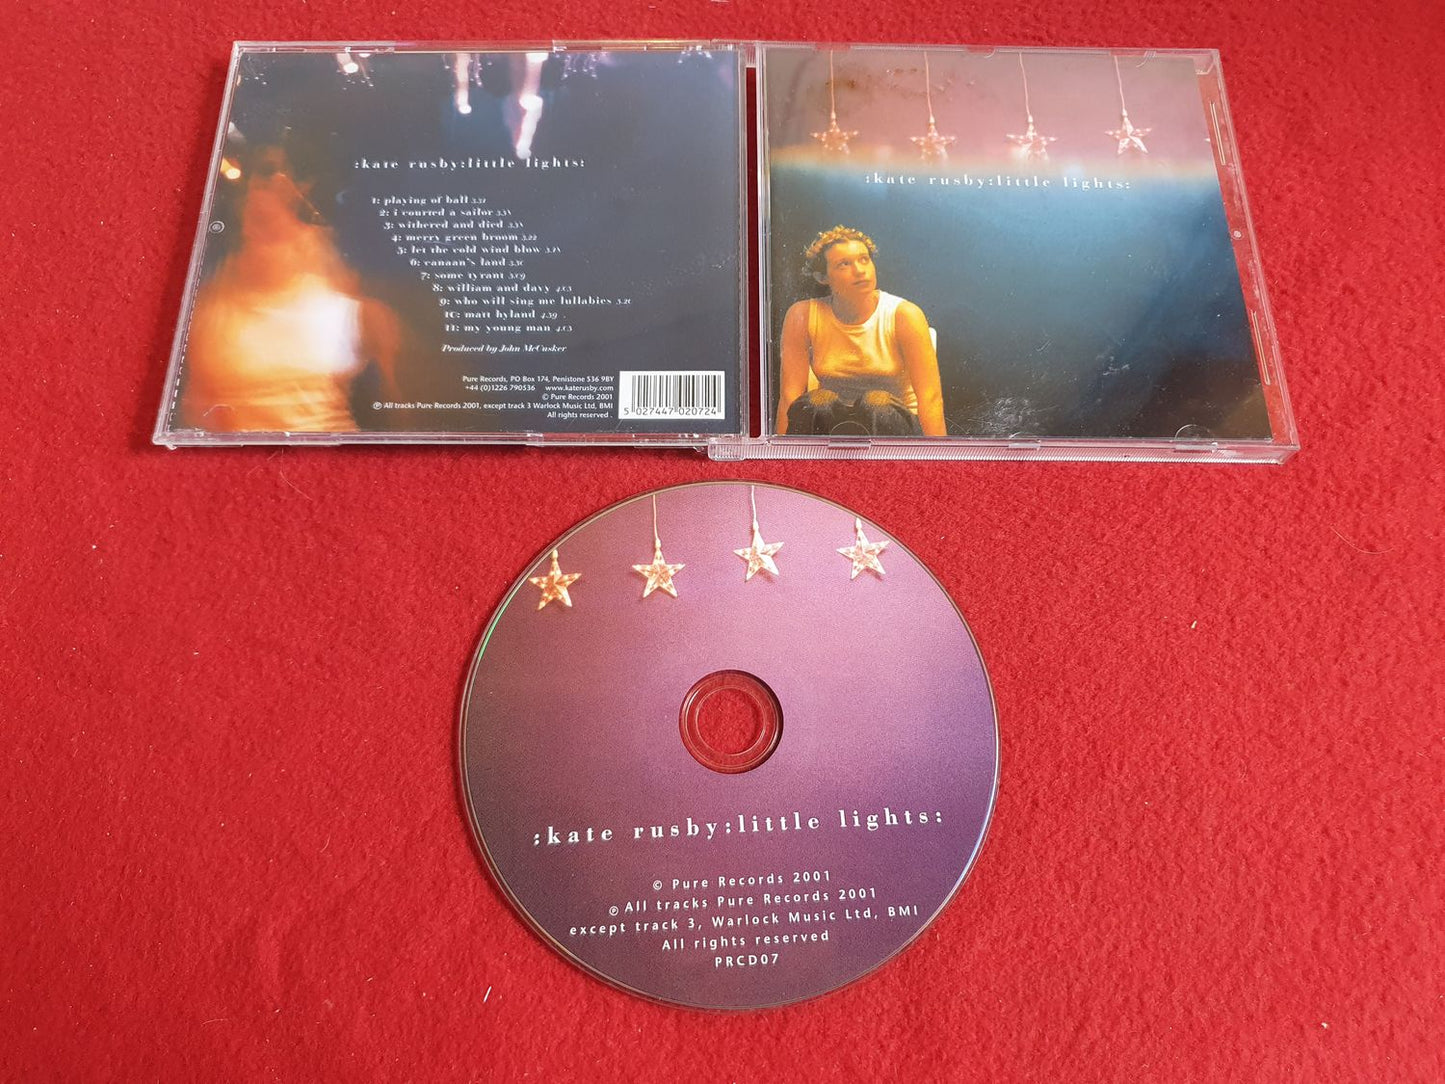 :kate rusby:little lights:
1: playing of ball
2: i courted a sailor
3: withered and died
4: merry green broom 3.22
5: let the cold wind blow
6: canaan's land
7: some tyrant
8: william and davy
9: who will sing me lullabies
10: matt hyland 4.39
11: my young man
Produced by John McCusker
Pure Records, PO Box 174, Penistone S36 9BY
+44 (0)1226 790536 www.katerusby.com
© Pure Records 2001
℗ All tracks Pure Records 2001, except track 3 Warlock Music Ltd, BMI
All rights reserved .
5 027447 020724
:kate rusby:little lights:
:kate rusby:little lights:
© Pure Records 2001
℗ All tracks Pure Records 2001
except track 3, Warlock Music Ltd, BMI
All rights reserved
PRCD07